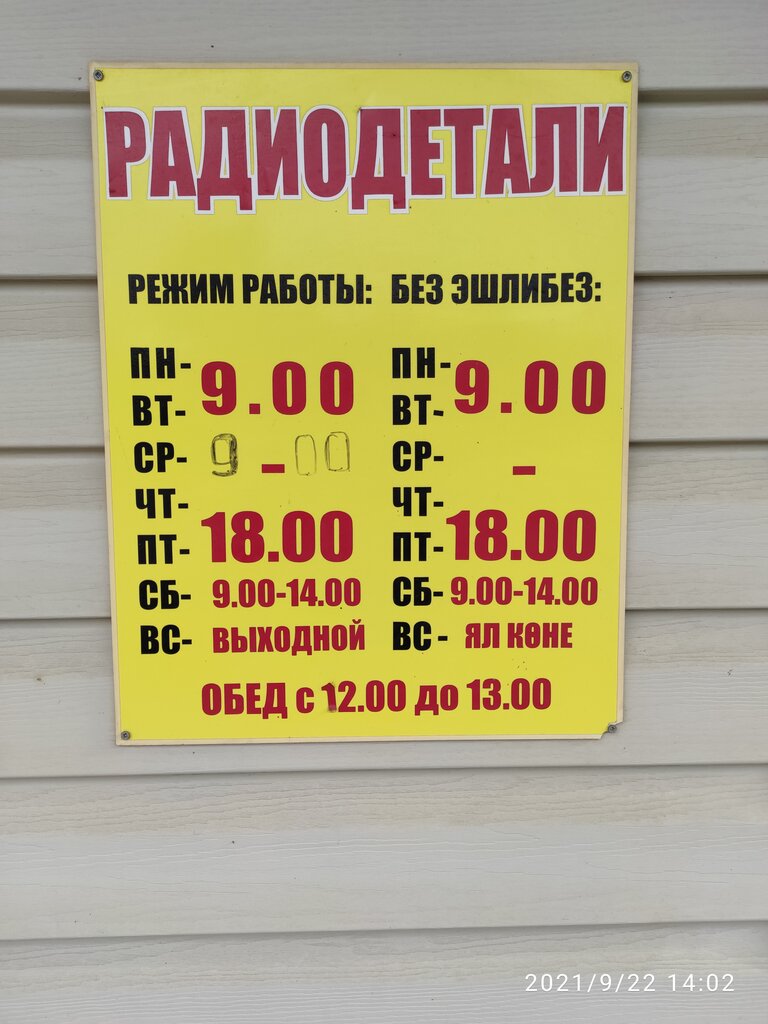 РАДИОДЕТАЛИ
РЕЖИМ РАБОТЫ: БЕЗ ЭШЛИБЕЗ:
ПН- 9.00 ПН- 9.00
ВТ- ВТ-
СР- 9 - 00 СР- -
ЧТ- ЧТ-
ПТ- 18.00 ПТ- 18.00
СБ- 9.00-14.00 СБ- 9.00-14.00
ВС- ВЫХОДНОЙ ВС - ЯЛ КӨНЕ
ОБЕД с 12.00 до 13.00
2021/9/22 14:02